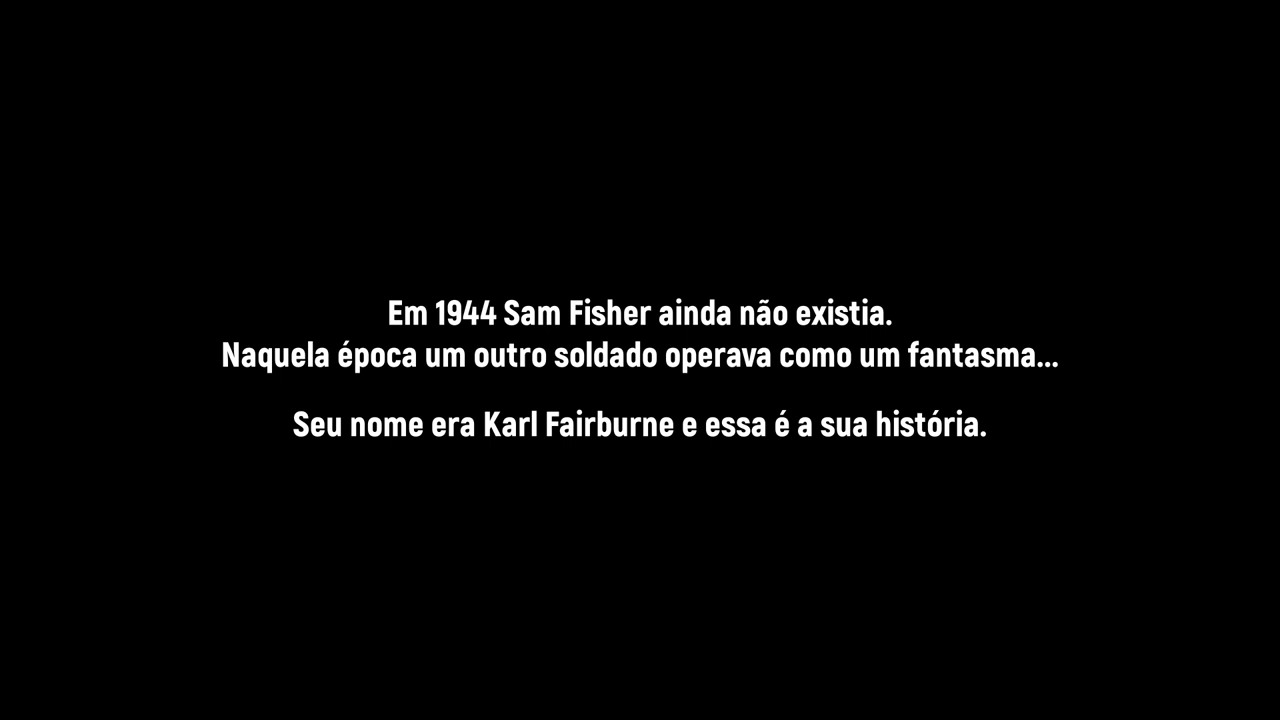 Em 1944 Sam Fisher ainda não existia.
Naquela época um outro soldado operava como um fantasma...
Seu nome era Karl Fairburne e essa é a sua história.